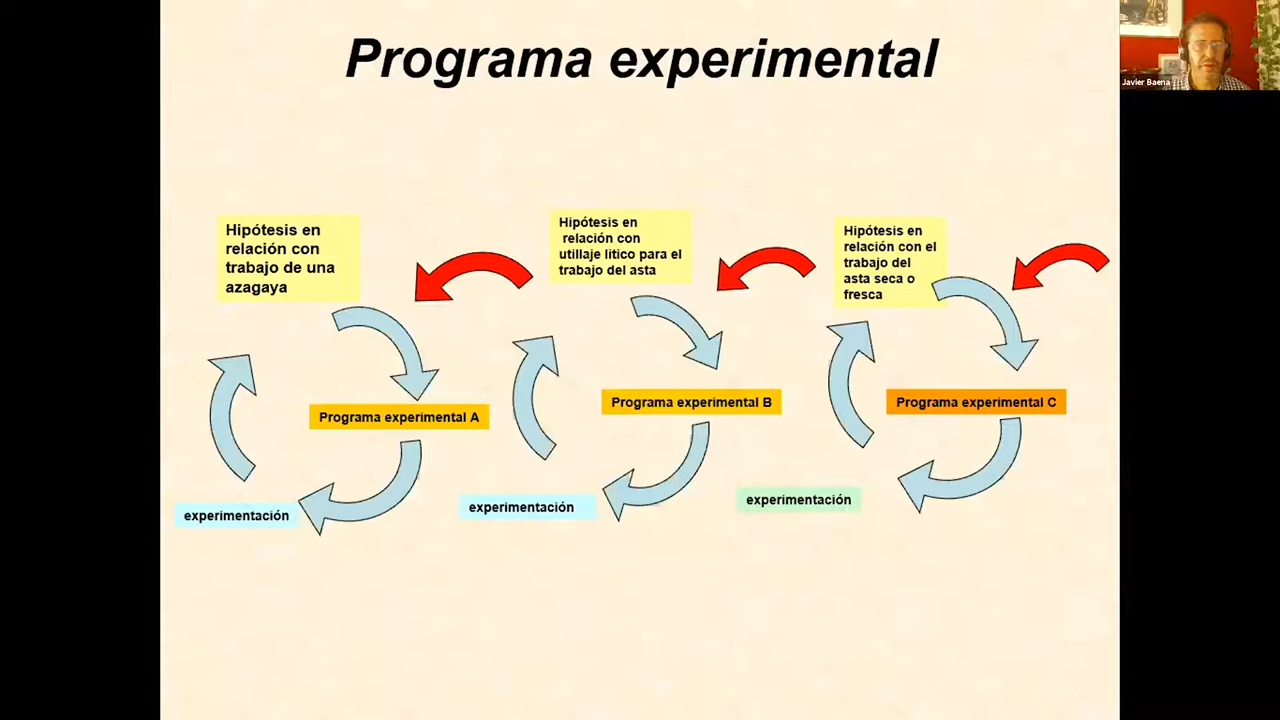 Programa experimental
Javier Baena
Hipótesis en
relación con
trabajo de una
azagaya
Hipótesis en
relación con
utillaje lítico para el
trabajo del asta
Hipótesis en
relación con el
trabajo del
asta seca o
fresca
Programa experimental A
Programa experimental B
Programa experimental C
experimentación
experimentación
experimentación